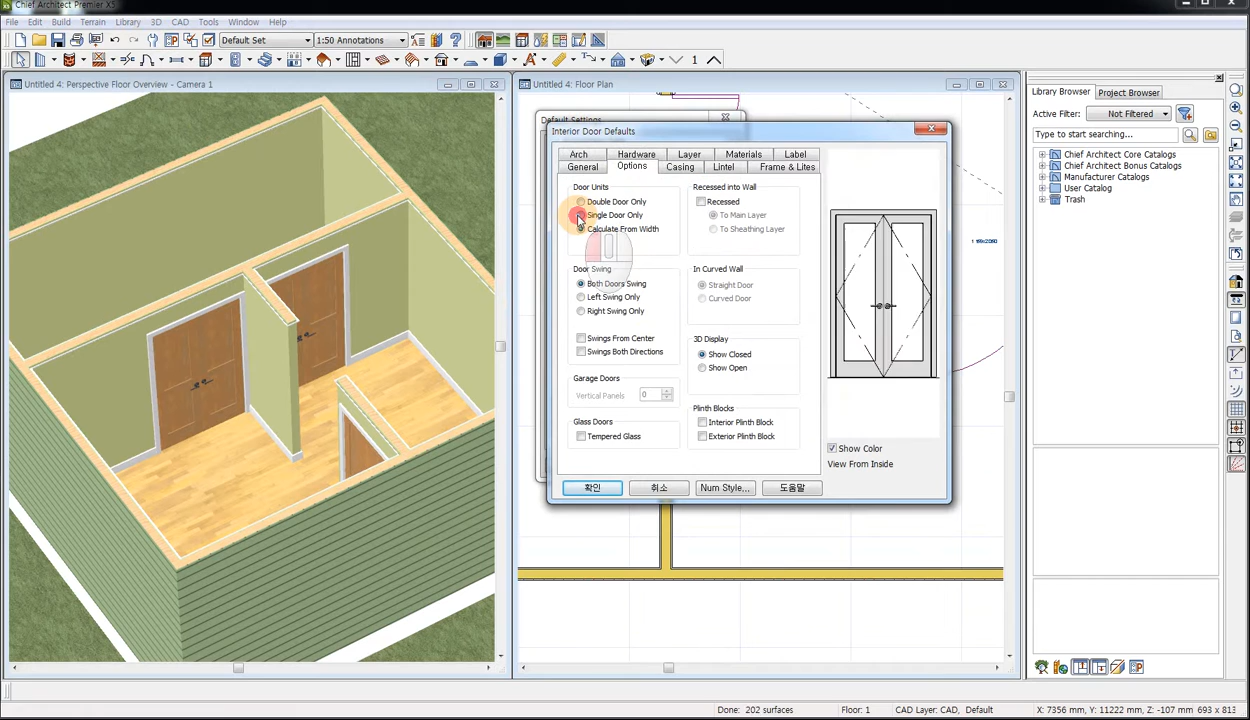 Chief Architect Premier X5
File Edit Build Terrain Library 3D CAD Tools Window Help
Default Set 1:50 Annotations
1
Untitled 4: Perspective Floor Overview - Camera 1
Untitled 4: Floor Plan
Default Settings
Interior Door Defaults
Arch Hardware Layer Materials Label
General Options Casing Lintel Frame & Lites
Door Units
Double Door Only
Single Door Only
Calculate From Width
Door Swing
Both Doors Swing
Left Swing Only
Right Swing Only
Swings From Center
Swings Both Directions
Garage Doors
Vertical Panels 0
Glass Doors
Tempered Glass
Recessed into Wall
Recessed
To Main Layer
To Sheathing Layer
In Curved Wall
Straight Door
Curved Door
3D Display
Show Closed
Show Open
Plinth Blocks
Interior Plinth Block
Exterior Plinth Block
Show Color
View From Inside
확인 취소 Num Style... 도움말
Library Browser Project Browser
Active Filter: Not Filtered
Type to start searching...
Chief Architect Core Catalogs
Chief Architect Bonus Catalogs
Manufacturer Catalogs
User Catalog
Trash
Done: 202 surfaces Floor: 1 CAD Layer: CAD, Default X: 7356 mm, Y: 11222 mm, Z: -107 mm 693 x 813